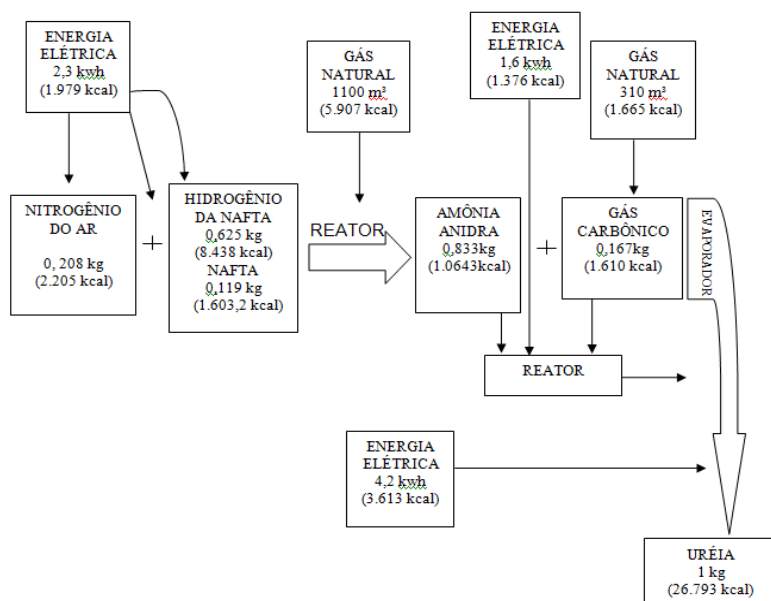 ENERGIA
ELÉTRICA
2,3 kwh
(1.979 kcal)
GÁS
NATURAL
1100 m³
(5.907 kcal)
ENERGIA
ELÉTRICA
1,6 kwh
(1.376 kcal)
GÁS
NATURAL
310 m³
(1.665 kcal)
NITROGÊNIO
DO AR
0, 208 kg
(2.205 kcal)
+
HIDROGÊNIO
DA NAFTA
0,625 kg
(8.438 kcal)
NAFTA
0,119 kg
(1.603,2 kcal)
REATOR
AMÔNIA
ANIDRA
0,833kg
(1.0643kcal)
+
GÁS
CARBÔNICO
0,167kg
(1.610 kcal)
EVAPORADOR
REATOR
ENERGIA
ELÉTRICA
4,2 kwh
(3.613 kcal)
URÉIA
1 kg
(26.793 kcal)